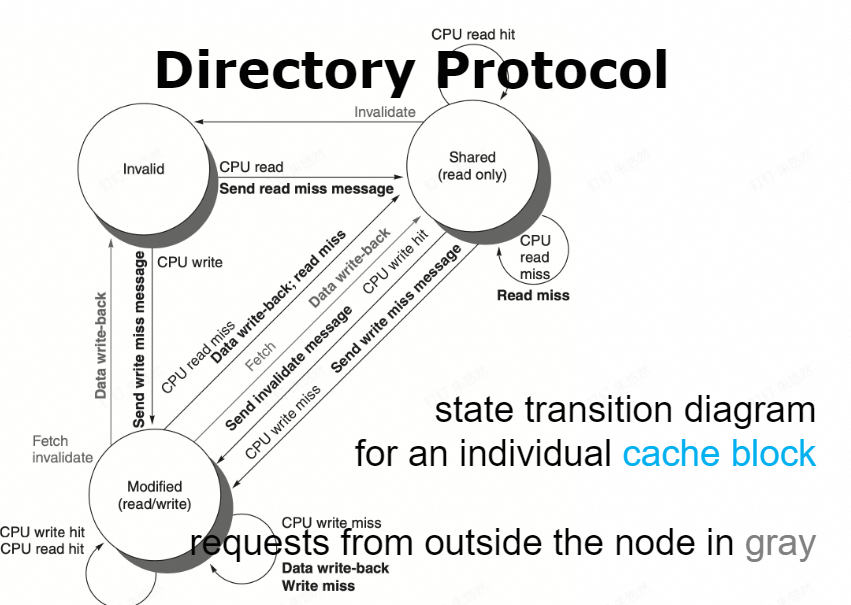 CPU read hit
Directory Protocol
Invalidate
Invalid
CPU read
Send read miss message
Shared
(read only)
CPU
read
miss
Read miss
CPU write
Send write miss message
Data write-back
Fetch
invalidate
CPU read miss
Data write-back; read miss
Fetch
Data write-back
Send invalidate message
CPU write hit
CPU write miss
Send write miss message
state transition diagram
for an individual cache block
Modified
(read/write)
CPU write hit
CPU read hit
CPU write miss
Data write-back
Write miss
requests from outside the node in gray